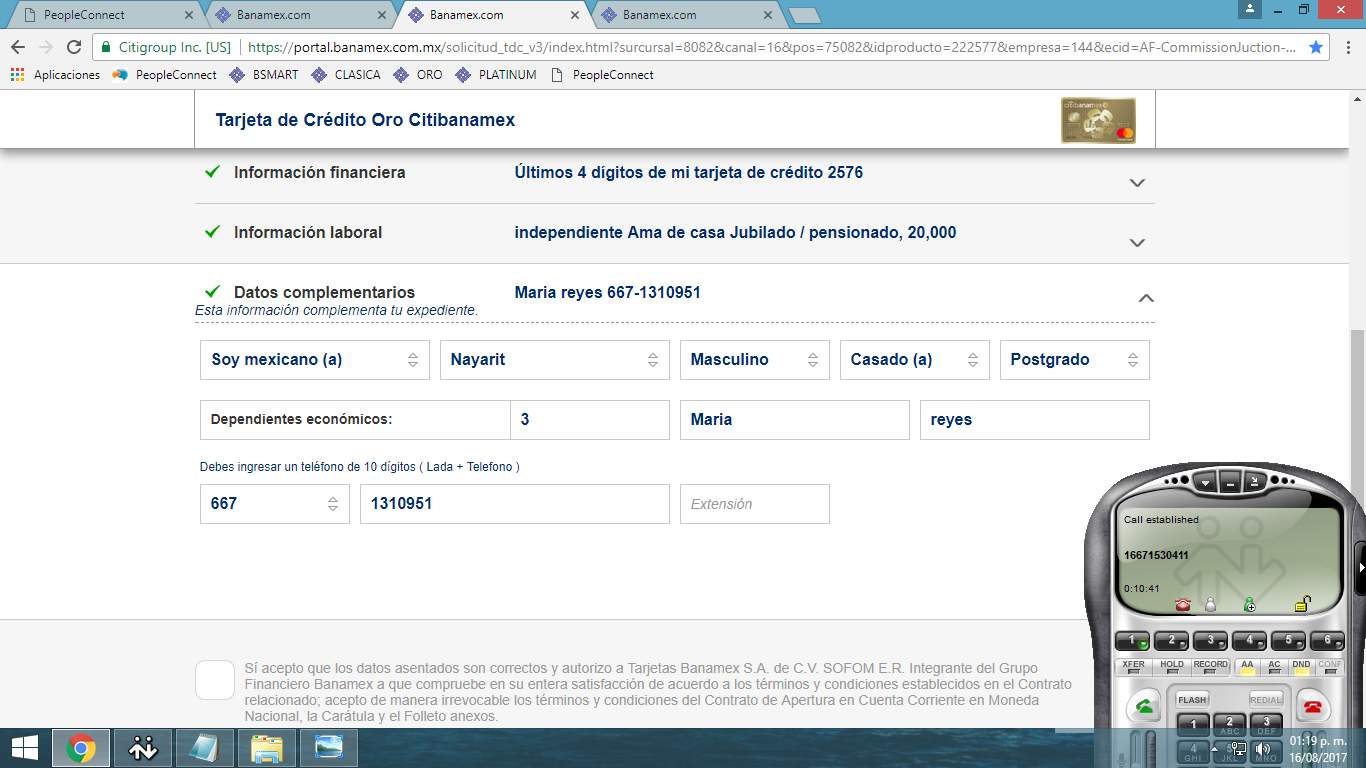 PeopleConnect
Banamex.com
Banamex.com
Banamex.com
Citigroup Inc. [US]
https://portal.banamex.com.mx/solicitud_tdc_v3/index.html?sursursal=8082&canal=16&pos=75082&idproducto=222577&empresa=144&ecid=AF-CommissionJuction-...
Aplicaciones PeopleConnect BSMART CLASICA ORO PLATINUM PeopleConnect
Tarjeta de Crédito Oro Citibanamex
Información financiera Últimos 4 dígitos de mi tarjeta de crédito 2576
Información laboral independiente Ama de casa Jubilado / pensionado, 20,000
Datos complementarios Maria reyes 667-1310951
Esta información complementa tu expediente.
Soy mexicano (a) Nayarit Masculino Casado (a) Postgrado
Dependientes económicos: 3 Maria reyes
Debes ingresar un teléfono de 10 dígitos ( Lada + Telefono )
667 1310951 Extensión
Call established
16671530411
0:10:41
1 2 3 4 5 6
XFER HOLD RECORD AA AC DND CONF
FLASH REDIAL
1 2 ABC 3 DEF
4 GHI 5 JKL MNO
Sí acepto que los datos asentados son correctos y autorizo a Tarjetas Banamex S.A. de C.V. SOFOM E.R. Integrante del Grupo
Financiero Banamex a que compruebe en su entera satisfacción de acuerdo a los términos y condiciones establecidos en el Contrato
relacionado; acepto de manera irrevocable los términos y condiciones del Contrato de Apertura en Cuenta Corriente en Moneda
Nacional, la Carátula y el Folleto anexos.
01:19 p. m.
16/08/2017